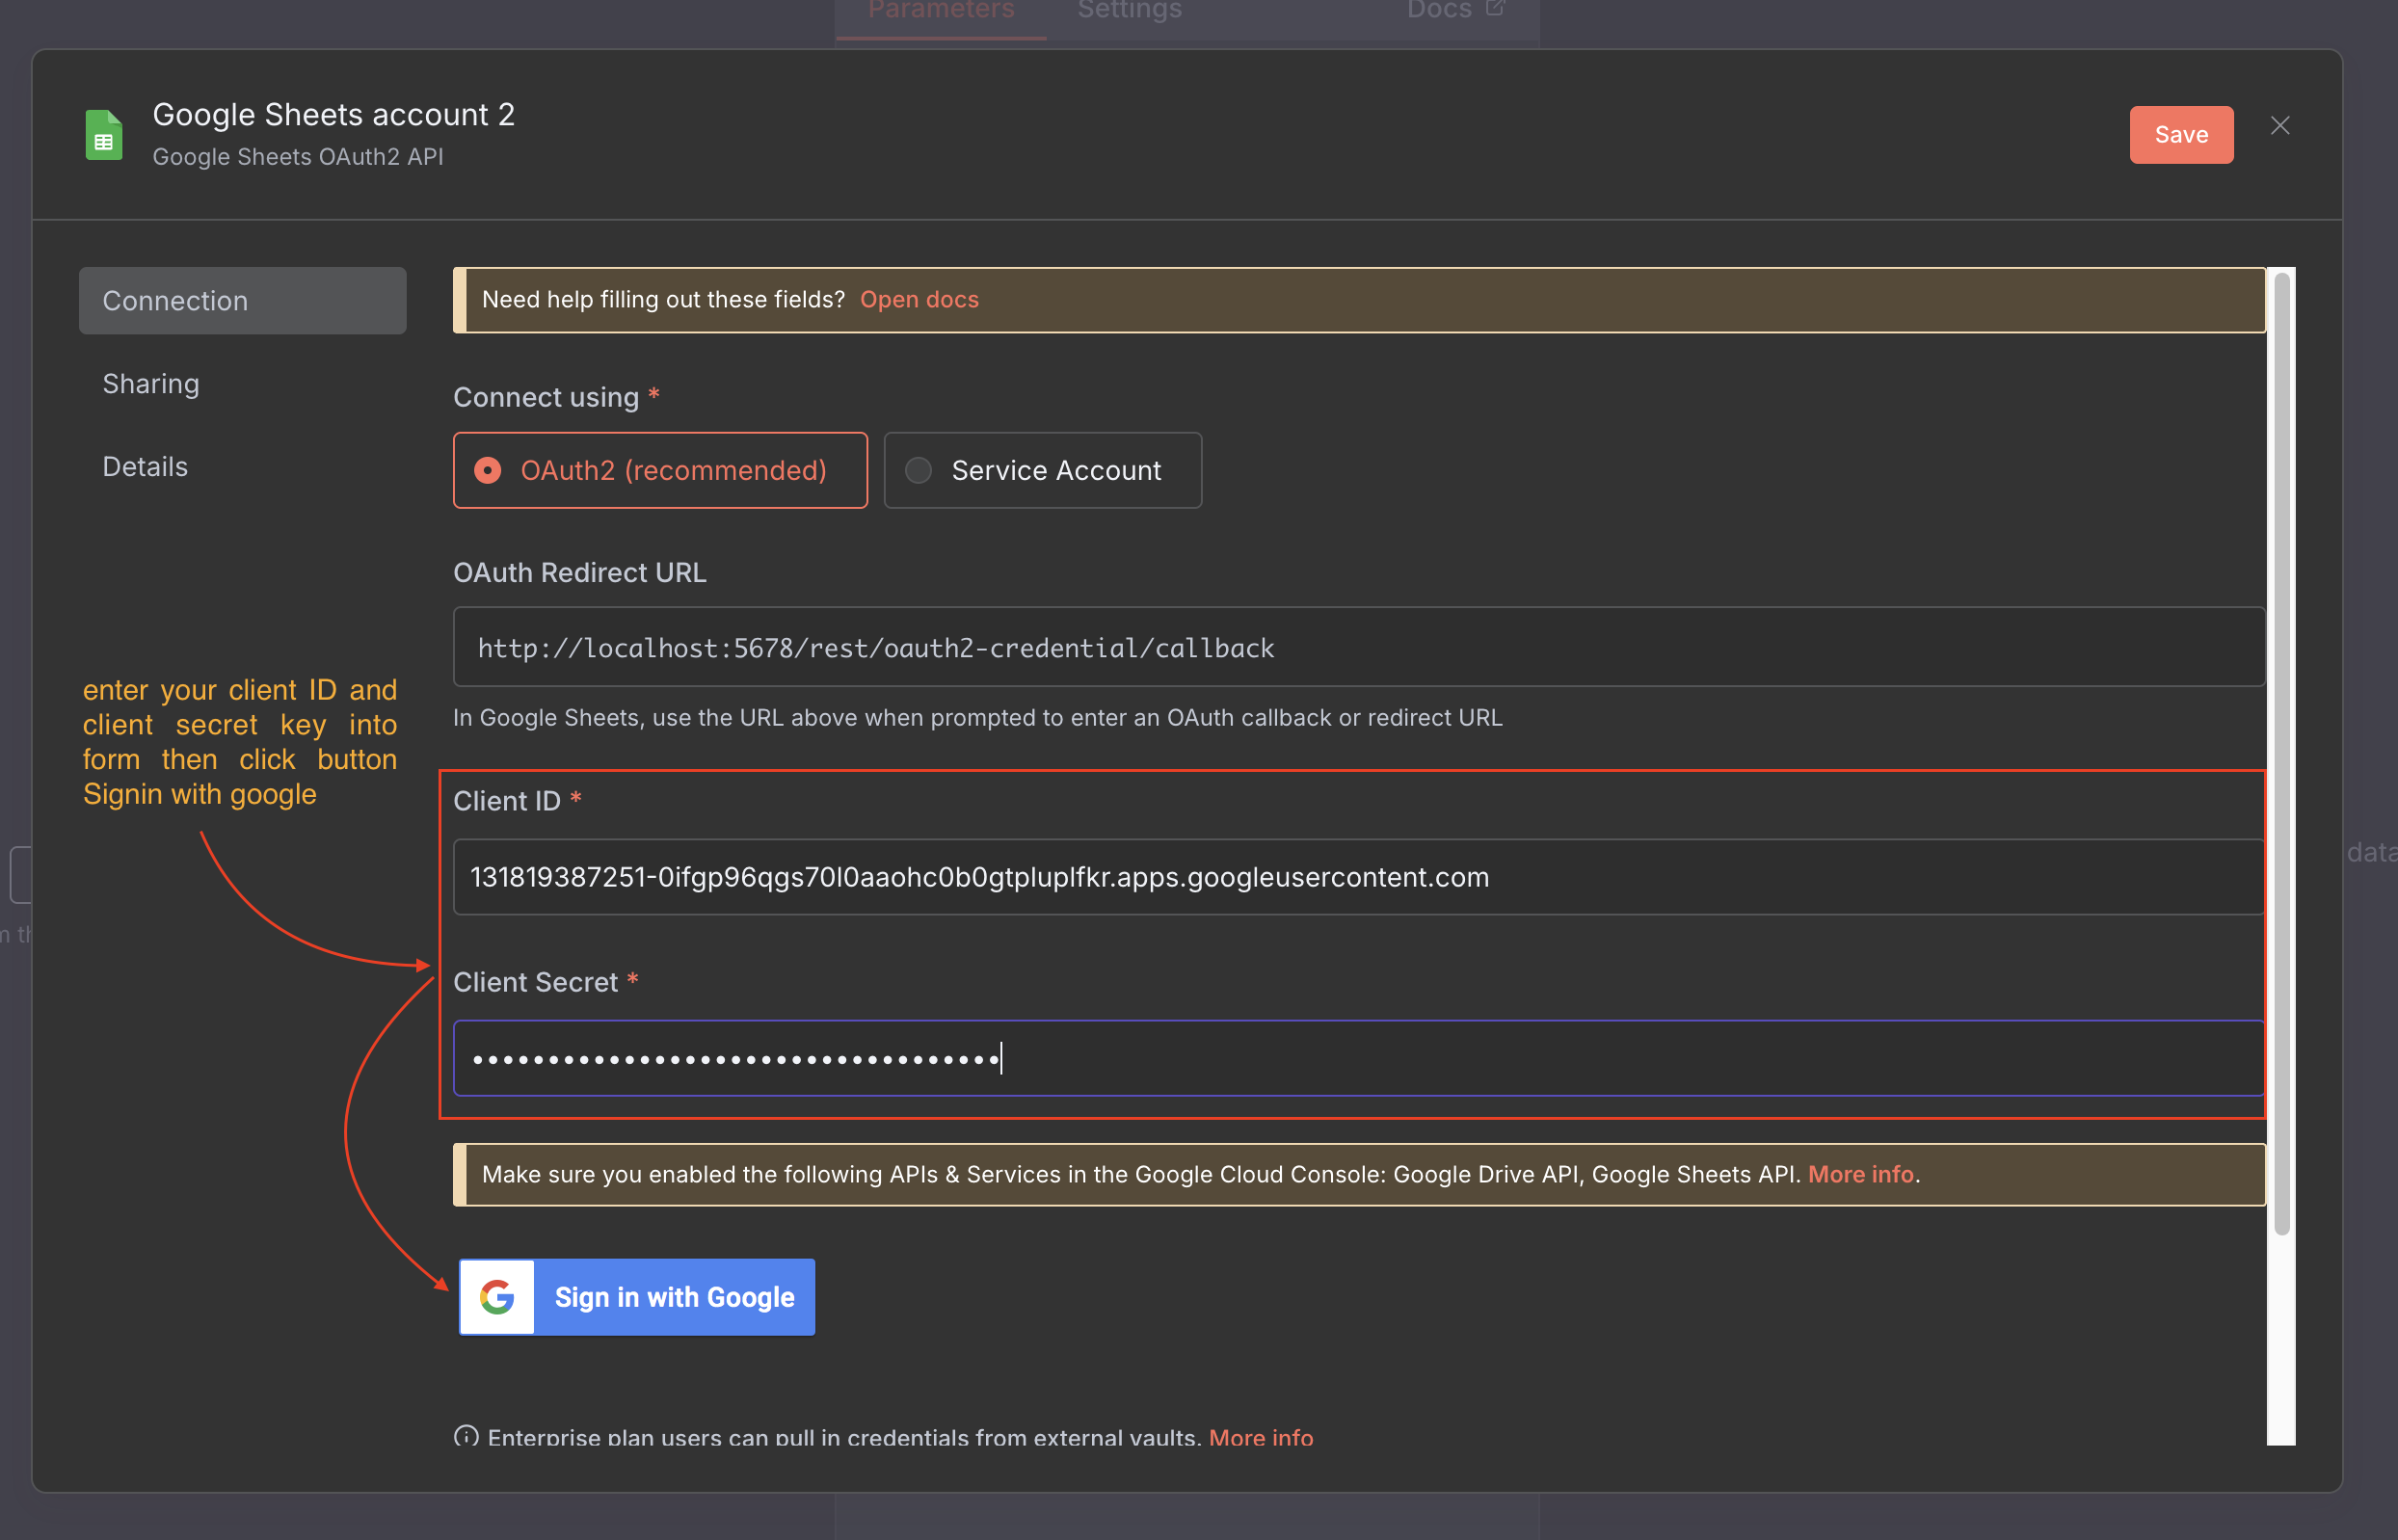 Parameters Settings Docs
Google Sheets account 2
Google Sheets OAuth2 API
Save
Connection
Sharing
Details
Need help filling out these fields? Open docs
Connect using *
OAuth2 (recommended) Service Account
OAuth Redirect URL
http://localhost:5678/rest/oauth2-credential/callback
In Google Sheets, use the URL above when prompted to enter an OAuth callback or redirect URL
enter your client ID and
client secret key into
form then click button
Signin with google
Client ID *
131819387251-0ifgp96qgs70l0aaohc0b0gtpluplfkr.apps.googleusercontent.com
data
Client Secret *
•••••••••••••••••••••••••••••••••••
Make sure you enabled the following APIs & Services in the Google Cloud Console: Google Drive API, Google Sheets API. More info.
Sign in with Google
Enterprise plan users can pull in credentials from external vaults. More info